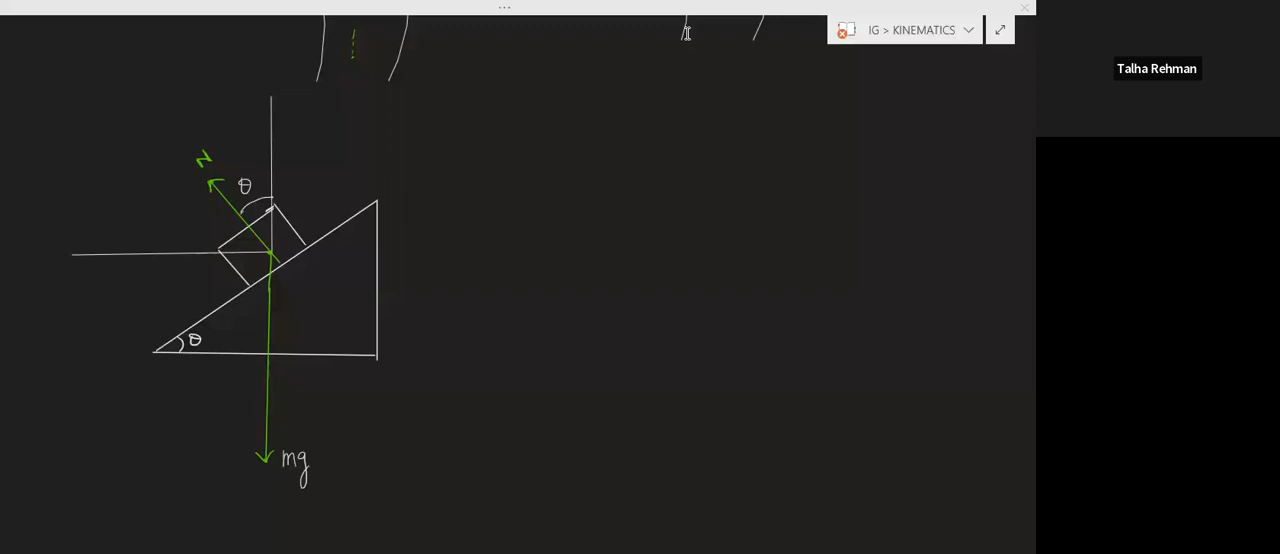 IG > KINEMATICS
Talha Rehman
N
θ
θ
mg